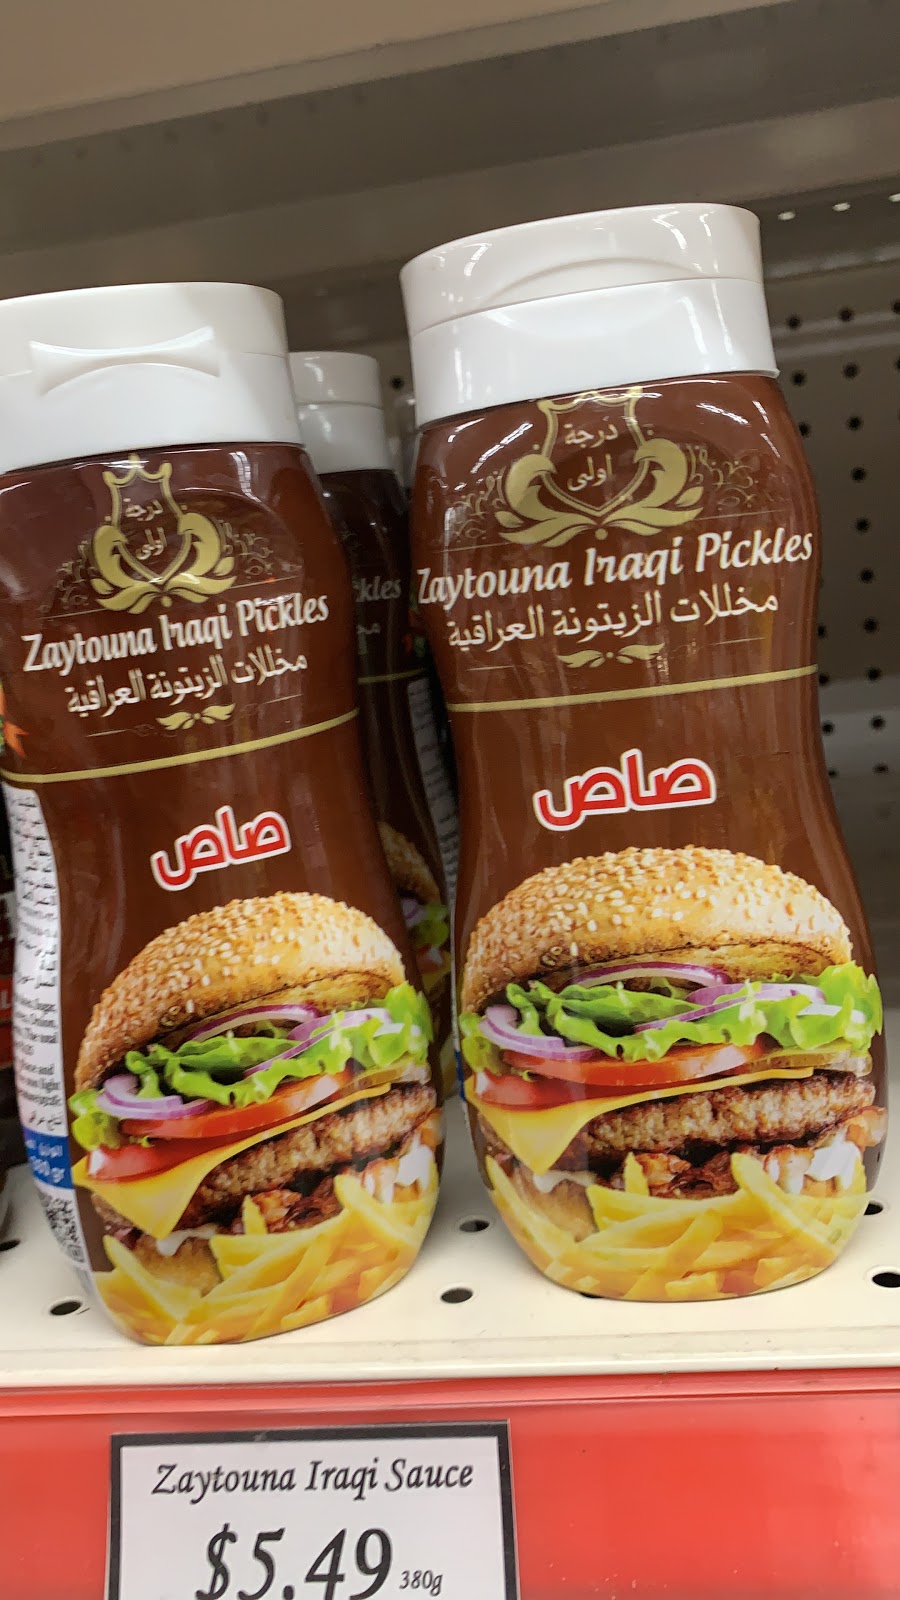 درجة
اولى
Zaytouna Iraqi Pickles
مخللات الزيتونة العراقية
صاص
درجة
اولى
Zaytouna Iraqi Pickles
مخللات الزيتونة العراقية
صاص
kles
Zaytouna Iraqi Sauce
$5.49 380g